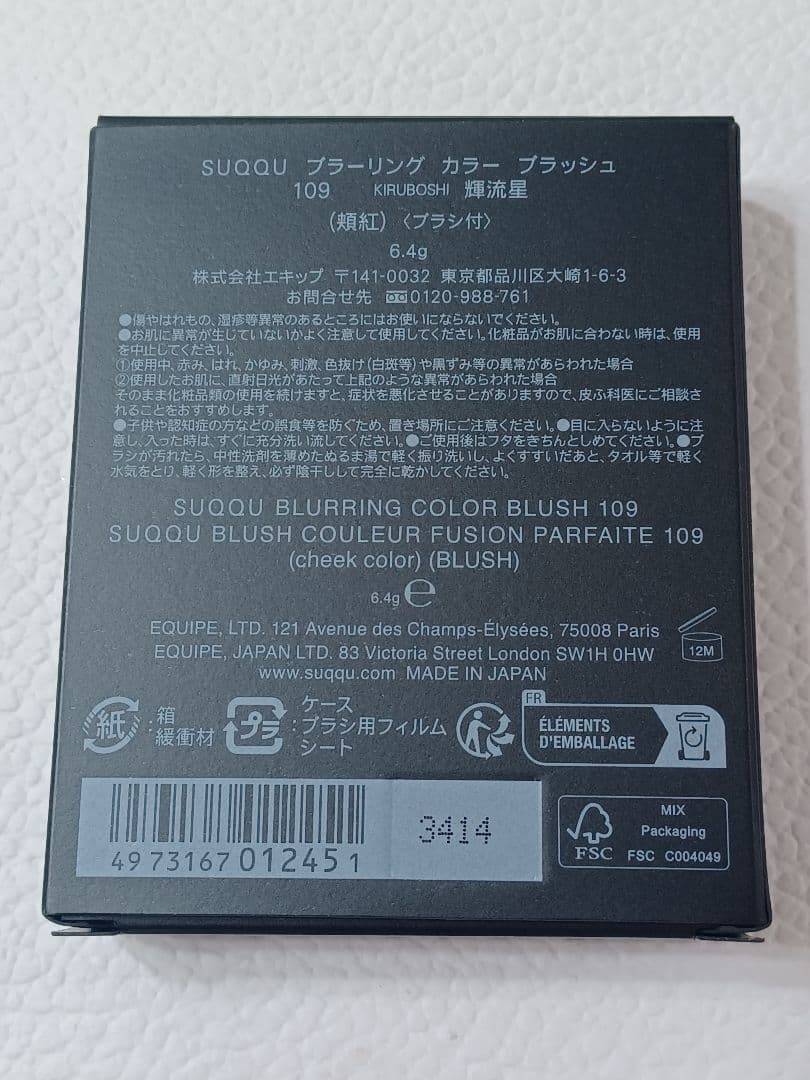 SUQQU ブラーリング カラー ブラッシュ
109 KIRUBOSHI 輝流星
(頬紅)〈ブラシ付〉
6.4g
株式会社エキップ 〒141-0032 東京都品川区大崎1-6-3
お問合せ先 0120-988-761
●傷やはれもの、湿疹等異常のあるところにはお使いにならないでください。
●お肌に異常が生じていないかよく注意して使用してください。化粧品がお肌に合わない時は、使用
を中止してください。
①使用中、赤み、はれ、かゆみ、刺激、色抜け(白斑等)や黒ずみ等の異常があらわれた場合
②使用したお肌に、直射日光があたって上記のような異常があらわれた場合
そのまま化粧品類の使用を続けますと、症状を悪化させることがありますので、皮ふ科医にご相談さ
れることをおすすめします。
●子供や認知症の方などの誤食等を防ぐため、置き場所にご注意ください。●目に入らないように注
意し、入った時は、すぐに充分洗い流してください。●ご使用後はフタをきちんとしめてください。●ブ
ラシが汚れたら、中性洗剤を薄めたぬるま湯で軽く振り洗いし、よくすすいだあと、タオル等で軽く
水気をとり、軽く形を整え、必ず陰干しして完全に乾かしてください。
SUQQU BLURRING COLOR BLUSH 109
SUQQU BLUSH COULEUR FUSION PARFAITE 109
(cheek color) (BLUSH)
6.4g ℮
EQUIPE, LTD. 121 Avenue des Champs-Élysées, 75008 Paris
EQUIPE, JAPAN LTD. 83 Victoria Street London SW1H 0HW
www.suqqu.com MADE IN JAPAN
12M
紙 : 箱
緩衝材
プラ : ケース
ブラシ用フィルム
シート
FR
ÉLÉMENTS
D'EMBALLAGE
4973167012451
3414
FSC
MIX
Packaging
FSC C004049